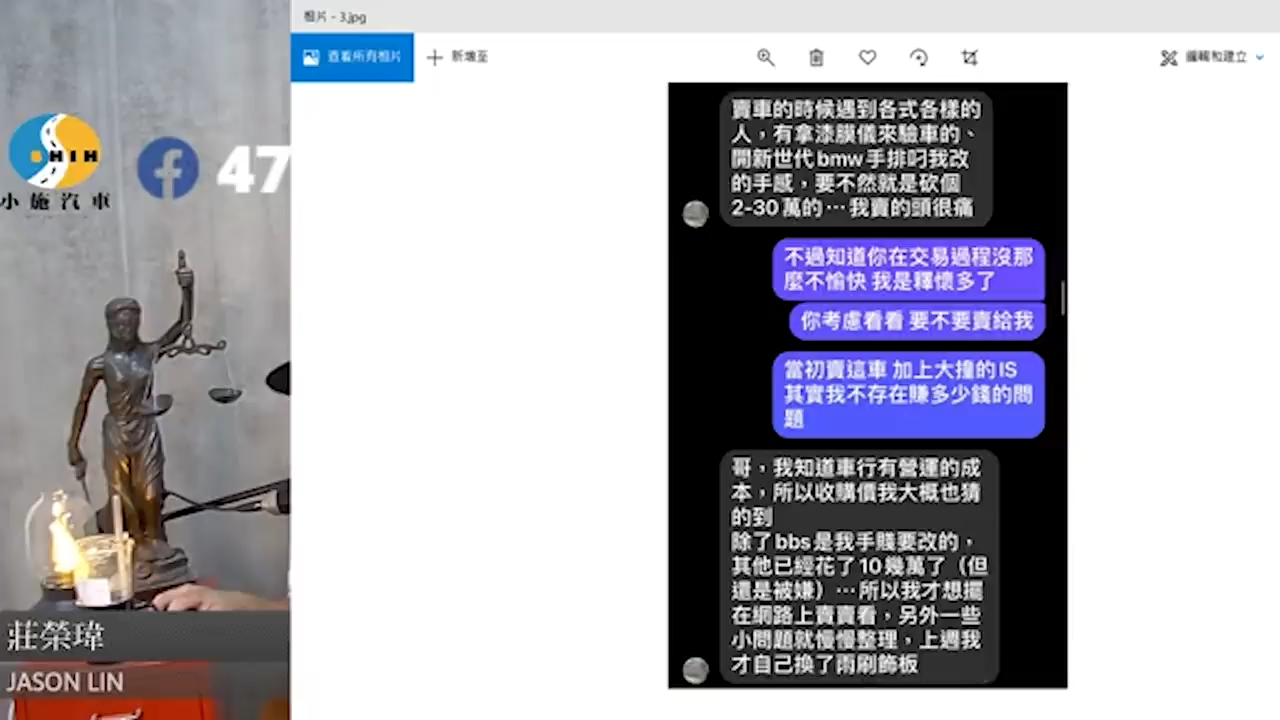 相片 - 3.jpg
查看所有相片
新增至
編輯和建立
SHIH
小施汽車
47
賣車的時候遇到各式各樣的
人，有拿漆膜儀來驗車的、
開新世代bmw手排叼我改
的手感，要不然就是砍個
2-30萬的…我賣的頭很痛
不過知道你在交易過程沒那
麼不愉快 我是釋懷多了
你考慮看看 要不要賣給我
當初賣這車 加上大撞的IS
其實我不存在賺多少錢的問
題
哥，我知道車行有營運的成
本，所以收購價我大概也猜
的到
除了bbs是我手賤要改的，
其他已經花了10幾萬了（但
還是被嫌）…所以我才想擺
在網路上賣賣看，另外一些
小問題就慢慢整理，上週我
才自己換了雨刷飾板
莊榮瑋
JASON LIN